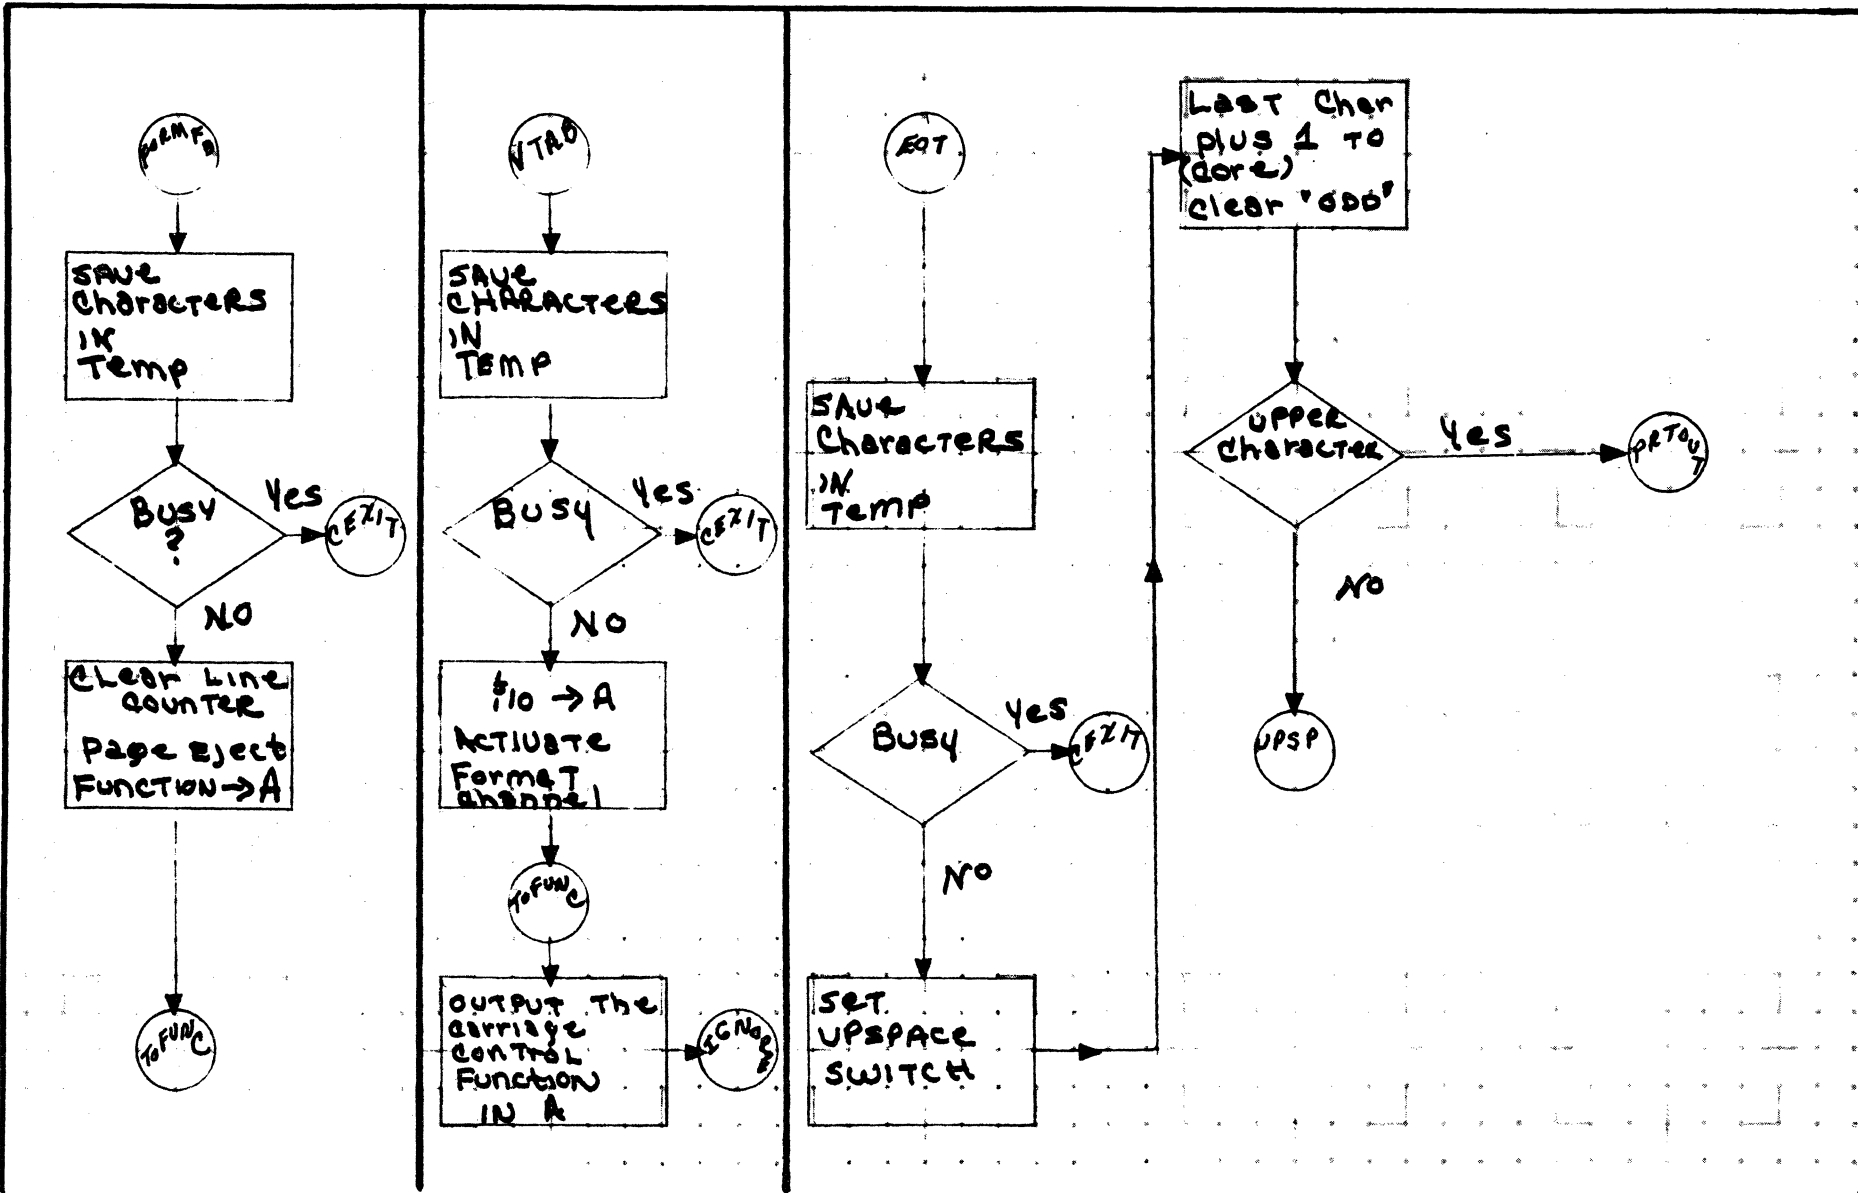 FORMFD
SAVE
Characters
IN
Temp
Busy
?
Yes
CEXIT
NO
CLear Line
counter
page Eject
Function → A
TOFUNC
VTAB
SAVE
CHARACTERS
IN
TEMP
Busy
Yes
CEXIT
NO
→ A
Activate
Format
channel
TOFUNC
OUTPUT The
carriage
control
Function
IN A
IGNORE
EOT
SAVE
Characters
IN
Temp
Busy
Yes
CEXIT
NO
SET
UPSPACE
SWITCH
Last Char
plus 1 TO
(core)
clear "ODD"
UPPER
Character
Yes
PRTOUT
NO
UPSP